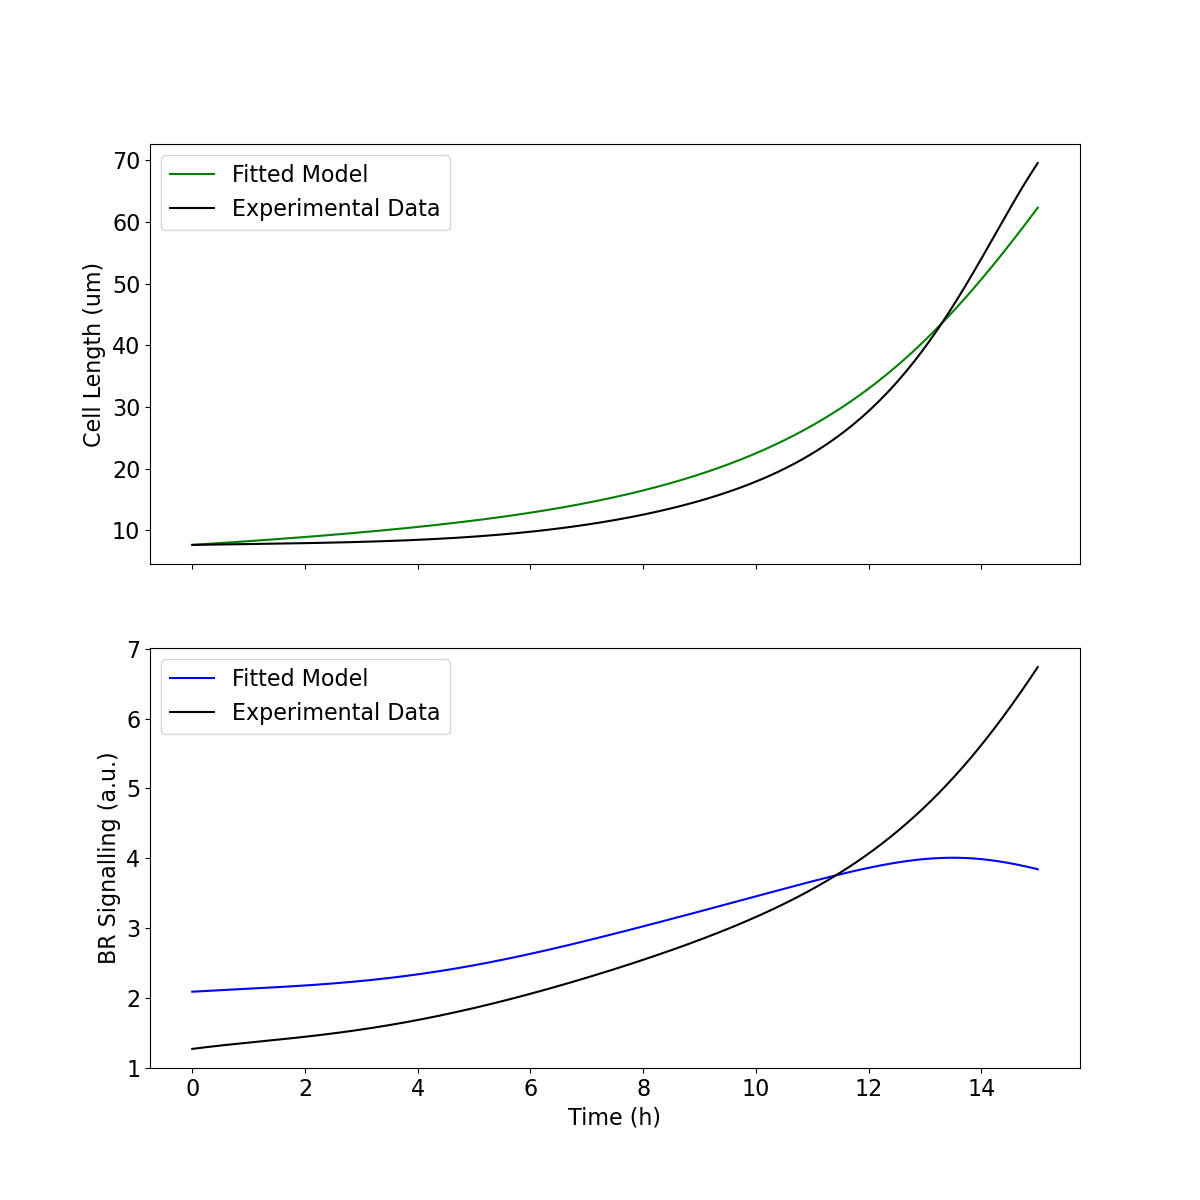 70
60
50
40
30
20
10
Cell Length (um)
Fitted Model
Experimental Data
7
6
5
4
3
2
1
BR Signalling (a.u.)
Fitted Model
Experimental Data
0 2 4 6 8 10 12 14
Time (h)